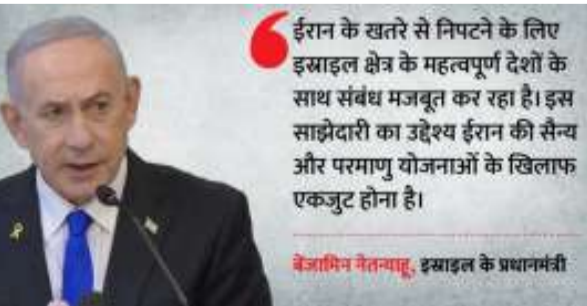 ईरान के खतरे से निपटने के लिए
इस्राइल क्षेत्र के महत्वपूर्ण देशों के
साथ संबंध मजबूत कर रहा है। इस
साझेदारी का उद्देश्य ईरान की सैन्य
और परमाणु योजनाओं के खिलाफ
एकजुट होना है।
बेंजामिन नेतन्याहू, इस्राइल के प्रधानमंत्री